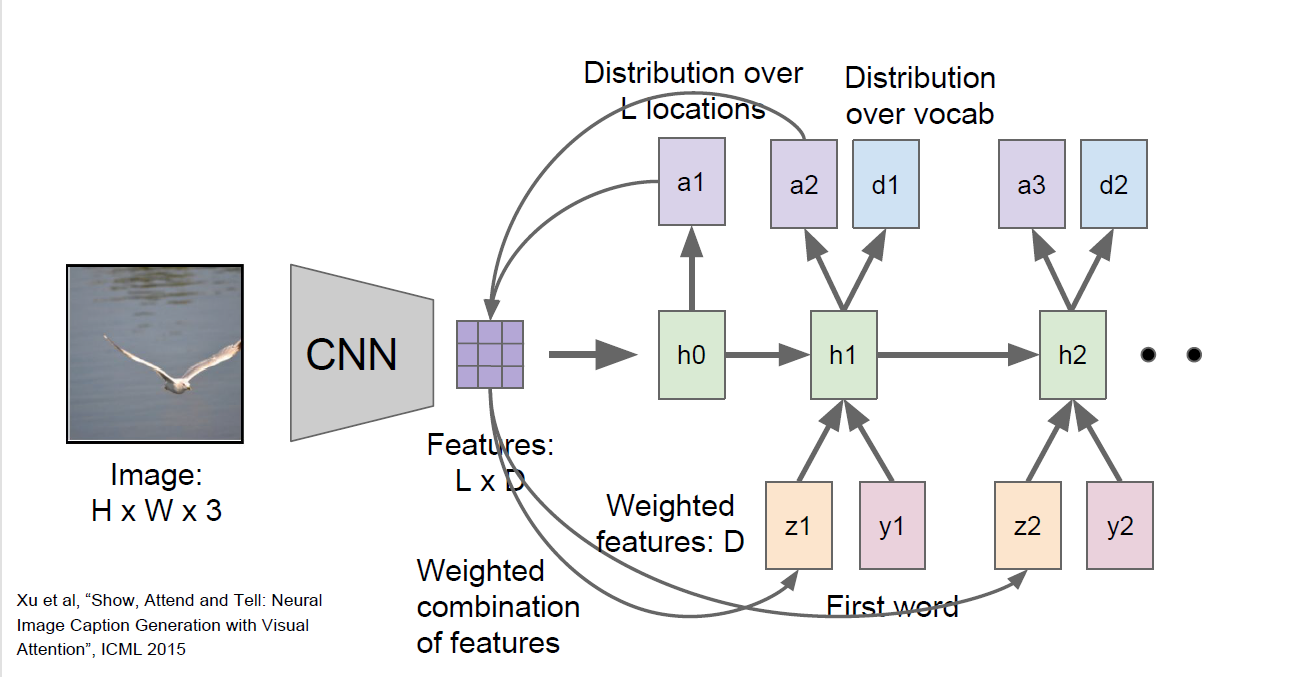 Distribution over
L locations
Distribution
over vocab
a1
a2
d1
a3
d2
CNN
h0
h1
h2
Image:
H x W x 3
Features:
L x D
Weighted
features: D
z1
y1
z2
y2
Weighted
combination
of features
First word
Xu et al, “Show, Attend and Tell: Neural
Image Caption Generation with Visual
Attention”, ICML 2015